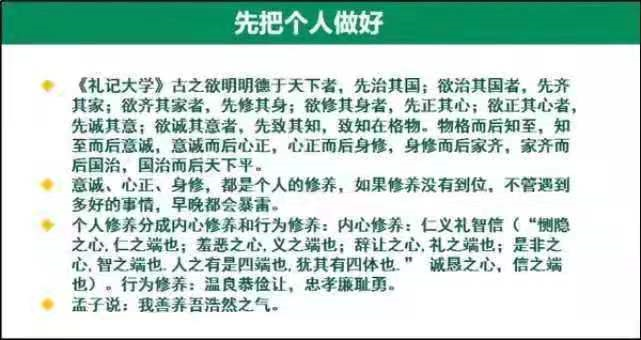 先把个人做好
《礼记大学》古之欲明明德于天下者，先治其国；欲治其国者，先齐
其家；欲齐其家者，先修其身；欲修其身者，先正其心；欲正其心者，
先诚其意；欲诚其意者，先致其知，致知在格物。物格而后知至，知
至而后意诚，意诚而后心正，心正而后身修，身修而后家齐，家齐而
后国治，国治而后天下平。
意诚、心正、身修，都是个人的修养，如果修养没有到位，不管遇到
多好的事情，早晚都会暴雷。
个人修养分成内心修养和行为修养：内心修养：仁义礼智信（“恻隐
之心,仁之端也；羞恶之心,义之端也；辞让之心,礼之端也；是非之
心,智之端也.人之有是四端也,犹其有四体也.” 诚恳之心，信之端
也）。行为修养：温良恭俭让，忠孝廉耻勇。
孟子说：我善养吾浩然之气。